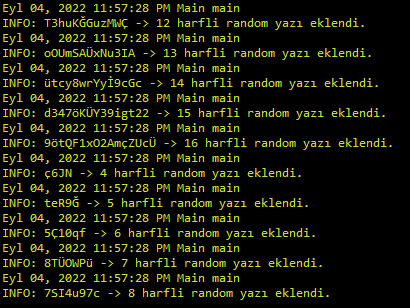 Eyl 04, 2022 11:57:28 PM Main main
INFO: T3huKĞGuzMWÇ -> 12 harfli random yazı eklendi.
Eyl 04, 2022 11:57:28 PM Main main
INFO: oOUmSAÜxNu3IA -> 13 harfli random yazı eklendi.
Eyl 04, 2022 11:57:28 PM Main main
INFO: ütcy8wrYyİ9cGc -> 14 harfli random yazı eklendi.
Eyl 04, 2022 11:57:28 PM Main main
INFO: d347öKÜY39igt22 -> 15 harfli random yazı eklendi.
Eyl 04, 2022 11:57:28 PM Main main
INFO: 9ötQF1xO2AmçZUcÜ -> 16 harfli random yazı eklendi.
Eyl 04, 2022 11:57:28 PM Main main
INFO: ç6JN -> 4 harfli random yazı eklendi.
Eyl 04, 2022 11:57:28 PM Main main
INFO: teR9Ğ -> 5 harfli random yazı eklendi.
Eyl 04, 2022 11:57:28 PM Main main
INFO: 5Ç10qf -> 6 harfli random yazı eklendi.
Eyl 04, 2022 11:57:28 PM Main main
INFO: 8TÜOWPü -> 7 harfli random yazı eklendi.
Eyl 04, 2022 11:57:28 PM Main main
INFO: 7SI4u97c -> 8 harfli random yazı eklendi.